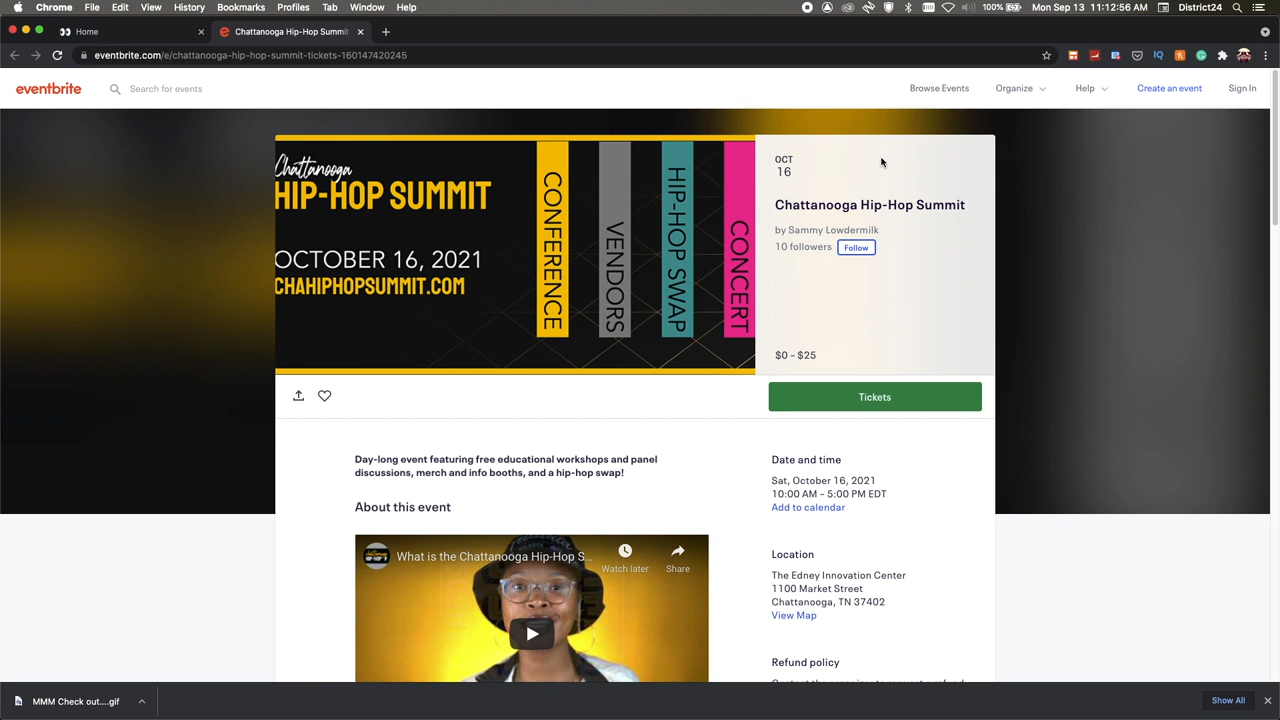 Chrome File Edit View History Bookmarks Profiles Tab Window Help 100% Mon Sep 13 11:12:56 AM District24
Home Chattanooga Hip-Hop Summit
eventbrite.com/e/chattanooga-hip-hop-summit-tickets-160147420245
eventbrite Search for events Browse Events Organize Help Create an event Sign In
Chattanooga
HIP-HOP SUMMIT
OCTOBER 16, 2021
CHAHIPHOPSUMMIT.COM
CONFERENCE
VENDORS
HIP-HOP SWAP
CONCERT
OCT
16
Chattanooga Hip-Hop Summit
by Sammy Lowdermilk
10 followers Follow
$0 – $25
Tickets
Day-long event featuring free educational workshops and panel
discussions, merch and info booths, and a hip-hop swap!
About this event
What is the Chattanooga Hip-Hop S...
Watch later
Share
Date and time
Sat, October 16, 2021
10:00 AM – 5:00 PM EDT
Add to calendar
Location
The Edney Innovation Center
1100 Market Street
Chattanooga, TN 37402
View Map
Refund policy
MMM Check out....gif
Show All